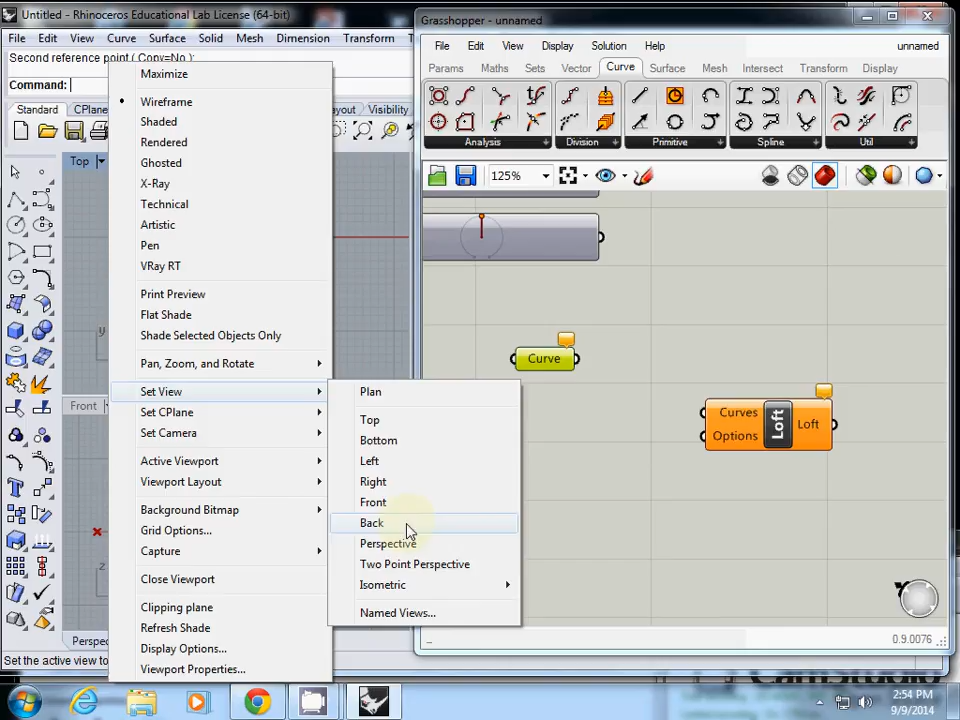 Untitled - Rhinoceros Educational Lab License (64-bit)
File Edit View Curve Surface Solid Mesh Dimension Transform
Second reference point ( Copy=No ):
Command:
Standard CPlane
Layout Visibility
Top
Front
Maximize
Wireframe
Shaded
Rendered
Ghosted
X-Ray
Technical
Artistic
Pen
VRay RT
Print Preview
Flat Shade
Shade Selected Objects Only
Pan, Zoom, and Rotate
Set View
Set CPlane
Set Camera
Active Viewport
Viewport Layout
Background Bitmap
Grid Options...
Capture
Close Viewport
Clipping plane
Refresh Shade
Display Options...
Viewport Properties...
Plan
Top
Bottom
Left
Right
Front
Back
Perspective
Two Point Perspective
Isometric
Named Views...
y
x
z
Set the active view to
Grasshopper - unnamed
File Edit View Display Solution Help unnamed
Params Maths Sets Vector Curve Surface Mesh Intersect Transform Display
Analysis Division Primitive Spline Util
125%
Curve
Curves
Options
Loft
Loft
0.9.0076
2:54 PM
9/9/2014